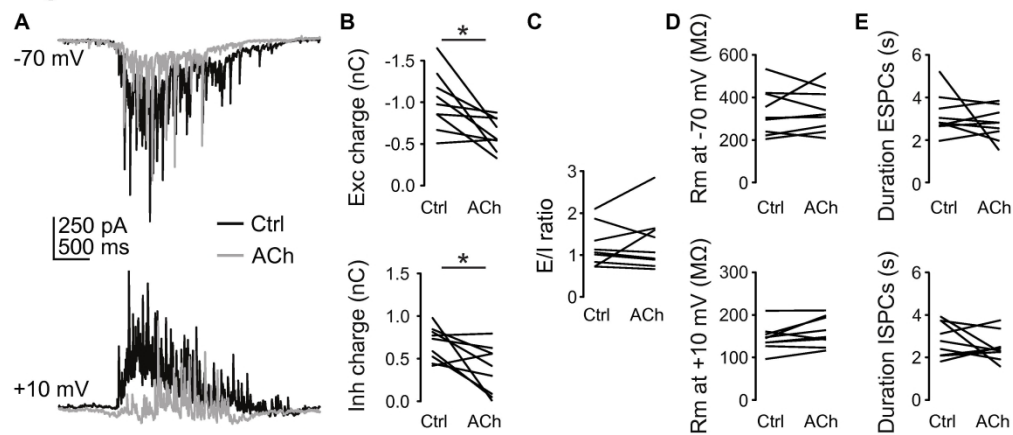 A
-70 mV
250 pA
500 ms
Ctrl
ACh
+10 mV
B
*
Exc charge (nC)
-1.5
-1.0
-0.5
0.0
Ctrl ACh
*
Inh charge (nC)
1.5
1.0
0.5
0.0
Ctrl ACh
C
E/I ratio
3
2
1
0
Ctrl ACh
D
Rm at -70 mV (MΩ)
600
400
200
0
Ctrl ACh
Rm at +10 mV (MΩ)
300
200
100
0
Ctrl ACh
E
Duration ESPCs (s)
6
4
2
0
Ctrl ACh
Duration ISPCs (s)
6
4
2
0
Ctrl ACh